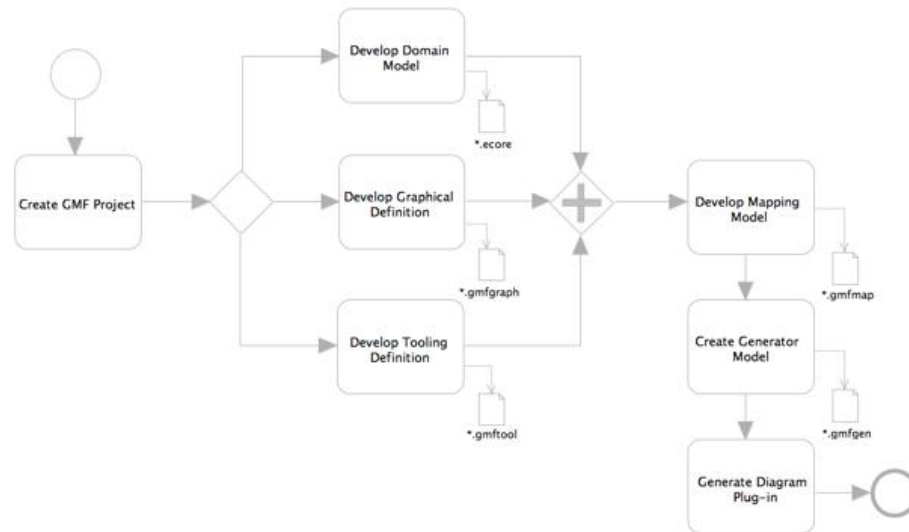 Create GMF Project
Develop Domain
Model
*.ecore
Develop Graphical
Definition
*.gmfgraph
Develop Tooling
Definition
*.gmftool
Develop Mapping
Model
*.gmfmap
Create Generator
Model
*.gmfgen
Generate Diagram
Plug-in